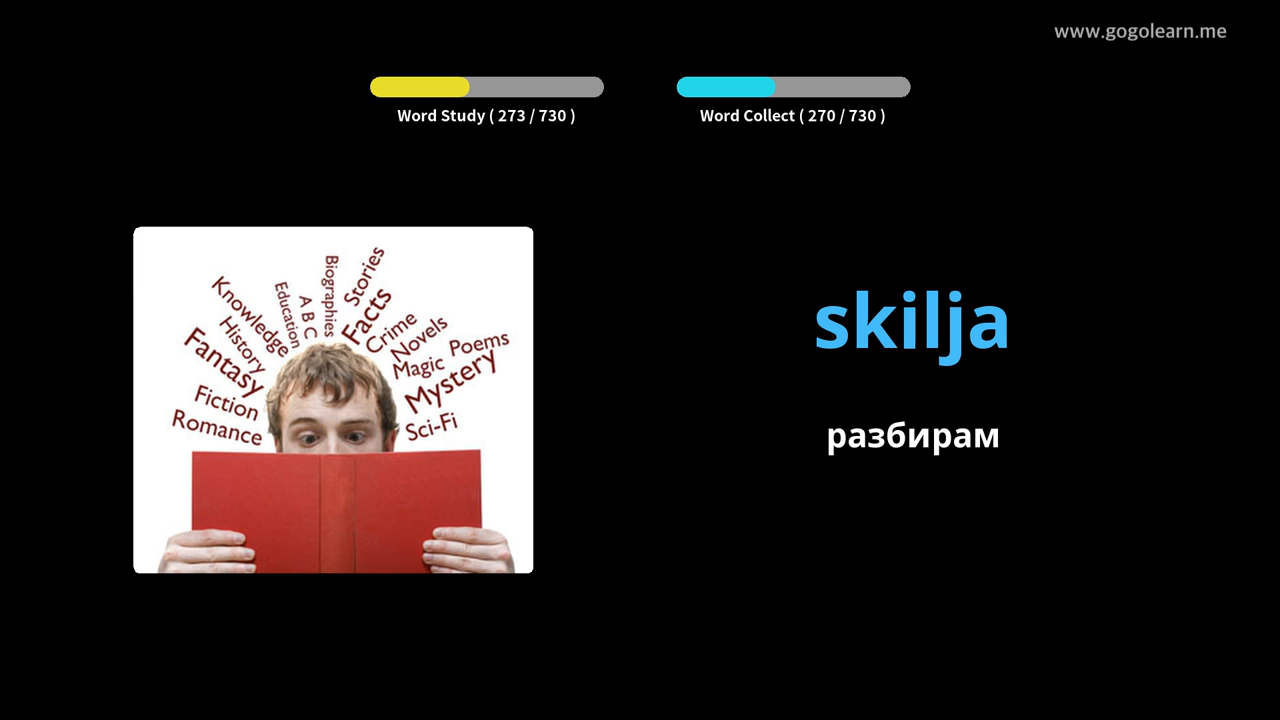 www.gogolearn.me
Word Study ( 273 / 730 )
Word Collect ( 270 / 730 )
Knowledge
History
Fantasy
Fiction
Romance
Education
A B C
Biographies
Stories
Facts
Crime
Novels
Magic
Poems
Mystery
Sci-Fi
skilja
разбирам